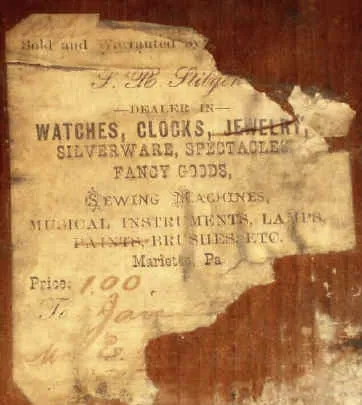 Sold and Warranted by
DEALER IN
WATCHES, CLOCKS, JEWELRY,
SILVERWARE, SPECTACLES
FANCY GOODS,
SEWING MACHINES,
MUSICAL INSTRUMENTS, LAMPS,
PAINTS, BRUSHES, ETC.
Marietta, Pa
Price: 1.00
To